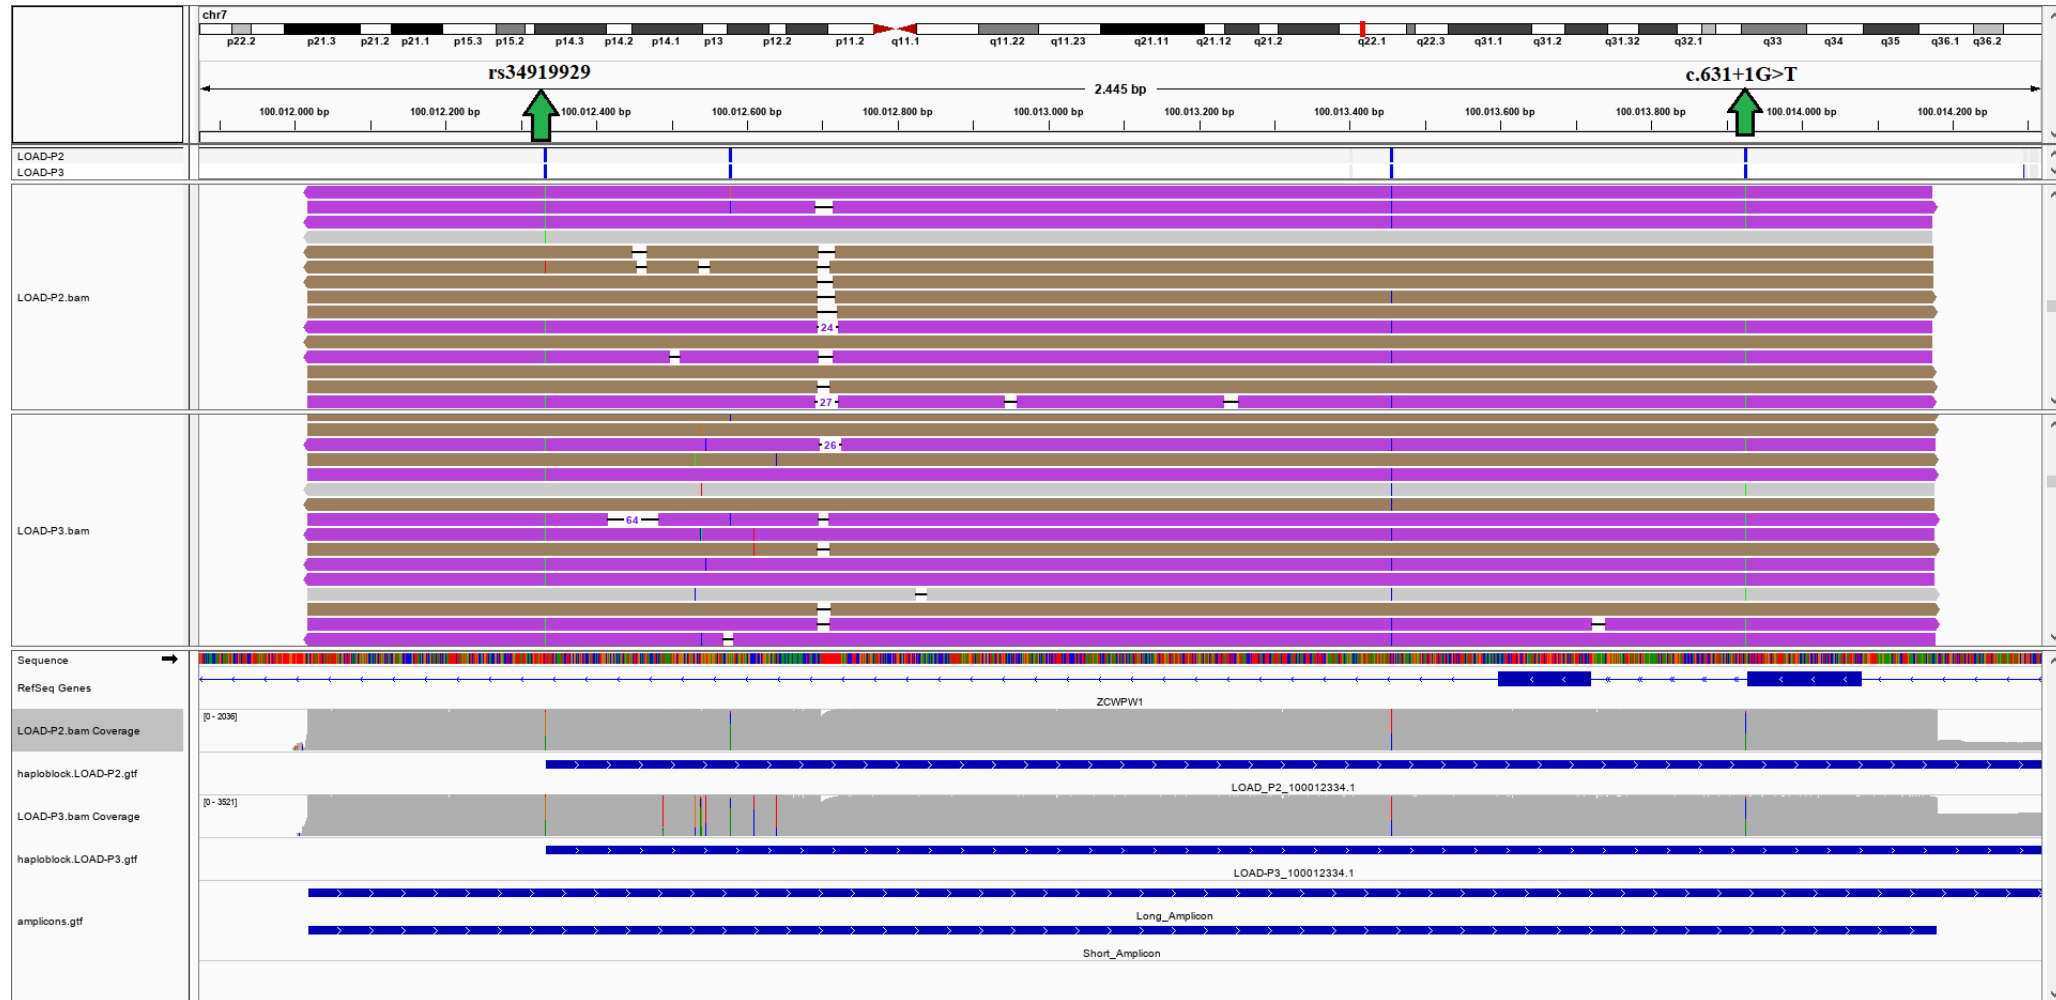 chr7
p22.2 p21.3 p21.2 p21.1 p15.3 p15.2 p14.3 p14.2 p14.1 p13 p12.2 p11.2 q11.1 q11.22 q11.23 q21.11 q21.12 q21.2 q22.1 q22.3 q31.1 q31.2 q31.32 q32.1 q33 q34 q35 q36.1 q36.2
rs34919929 c.631+1G>T
2.445 bp
100.012.000 bp 100.012.200 bp 100.012.400 bp 100.012.600 bp 100.012.800 bp 100.013.000 bp 100.013.200 bp 100.013.400 bp 100.013.600 bp 100.013.800 bp 100.014.000 bp 100.014.200 bp
LOAD-P2
LOAD-P3
LOAD-P2.bam
24
27
26
64
LOAD-P3.bam
Sequence
RefSeq Genes
ZCWPW1
[0 - 2036]
LOAD-P2.bam Coverage
haploblock.LOAD-P2.gtf
LOAD_P2_100012334.1
[0 - 3521]
LOAD-P3.bam Coverage
haploblock.LOAD-P3.gtf
LOAD-P3_100012334.1
amplicons.gtf
Long_Amplicon
Short_Amplicon